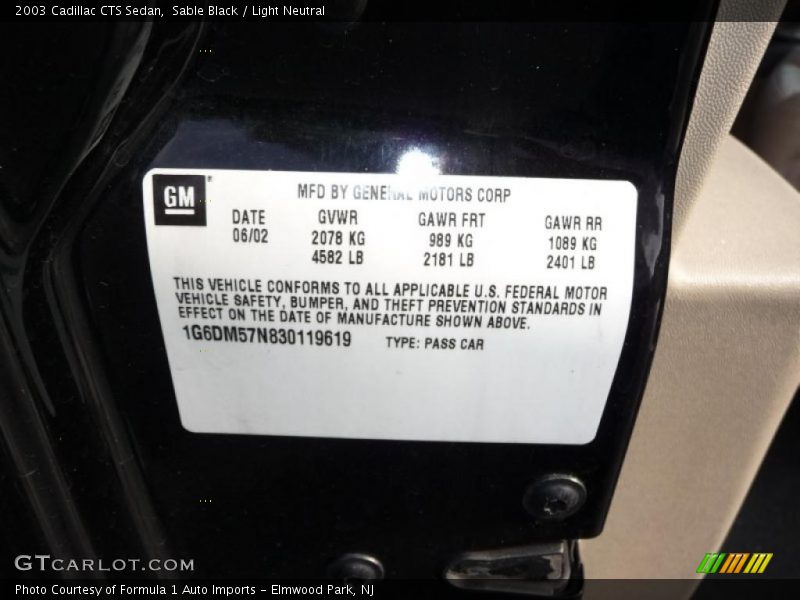 2003 Cadillac CTS Sedan,  Sable Black / Light Neutral
GM
MFD BY GENERAL MOTORS CORP
DATE GVWR GAWR FRT GAWR RR
06/02 2078 KG 989 KG 1089 KG
4582 LB 2181 LB 2401 LB
THIS VEHICLE CONFORMS TO ALL APPLICABLE U.S. FEDERAL MOTOR
VEHICLE SAFETY, BUMPER, AND THEFT PREVENTION STANDARDS IN
EFFECT ON THE DATE OF MANUFACTURE SHOWN ABOVE.
1G6DM57N830119619 TYPE: PASS CAR
GTCARLOT.COM
Photo Courtesy of Formula 1 Auto Imports - Elmwood Park, NJ